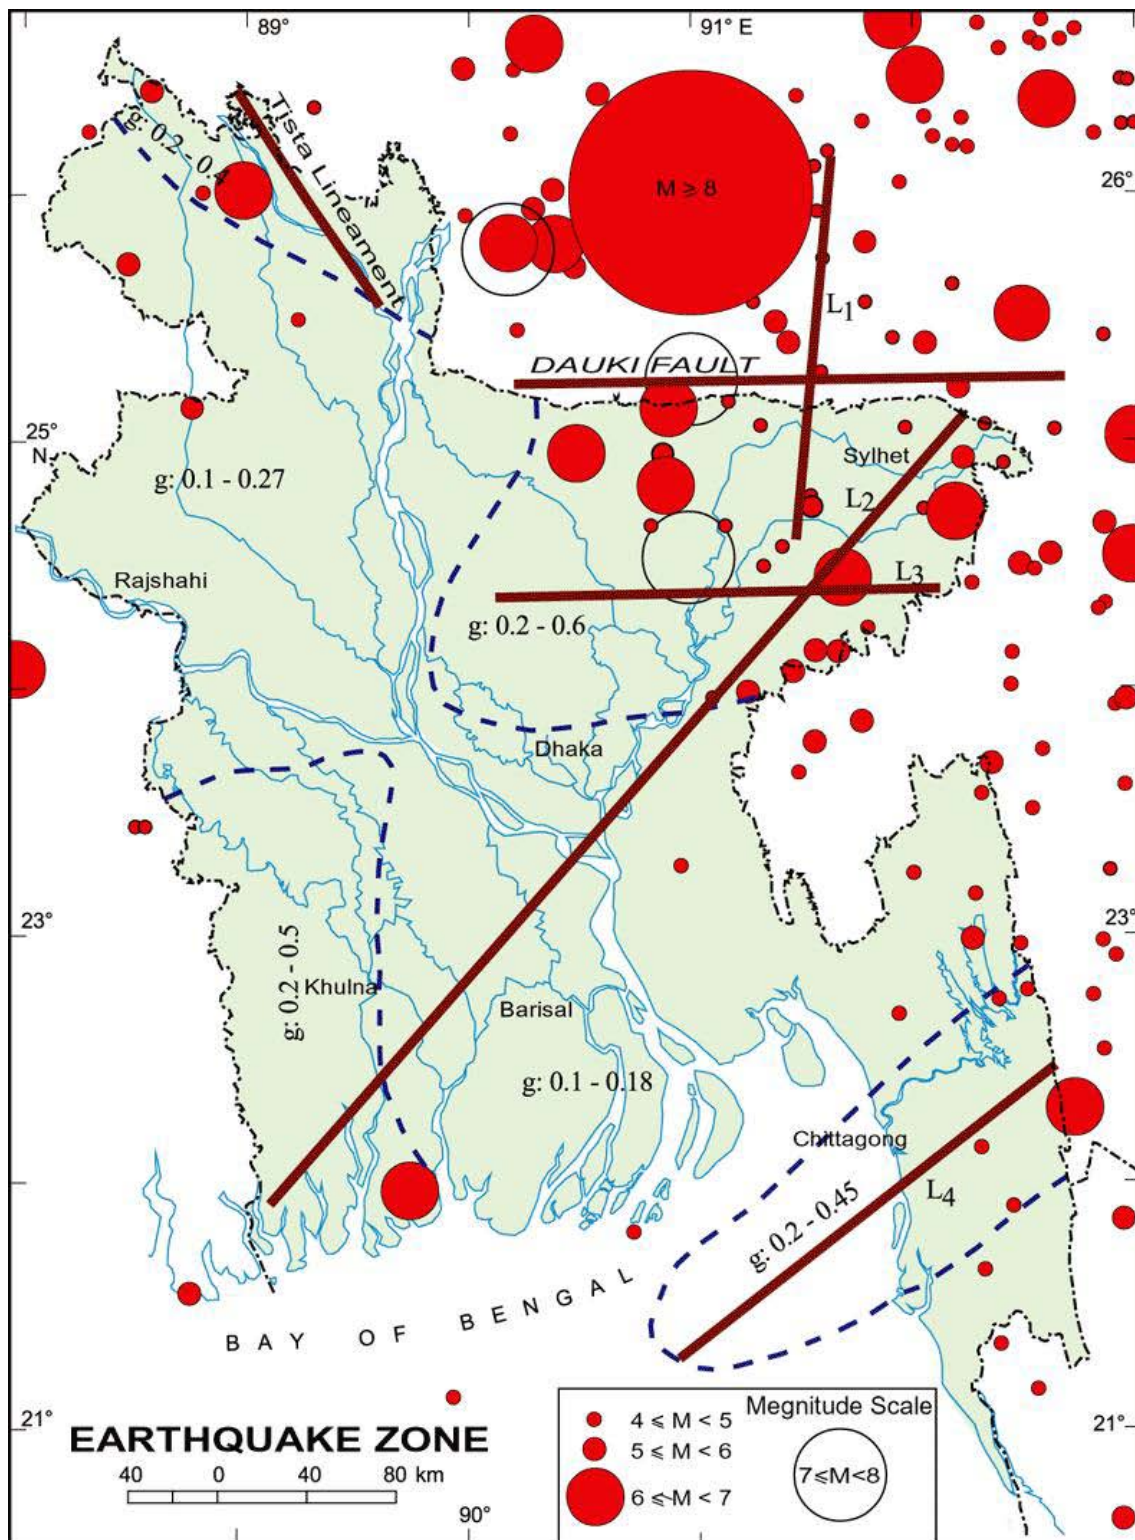 89°
91° E
Tista Lineament
g: 0.2 - 0.4
M ⩾ 8
26°
L1
DAUKI FAULT
25°
N
Sylhet
g: 0.1 - 0.27
L2
Rajshahi
L3
g: 0.2 - 0.6
Dhaka
23°
23°
g: 0.2 - 0.5
Khulna
Barisal
g: 0.1 - 0.18
Chittagong
L4
g: 0.2 - 0.45
BAY OF BENGAL
Megnitude Scale
4 ⩽ M < 5
5 ⩽ M < 6
6 ⩽ M < 7
7⩽M<8
21°
21°
EARTHQUAKE ZONE
40 0 40 80 km
90°